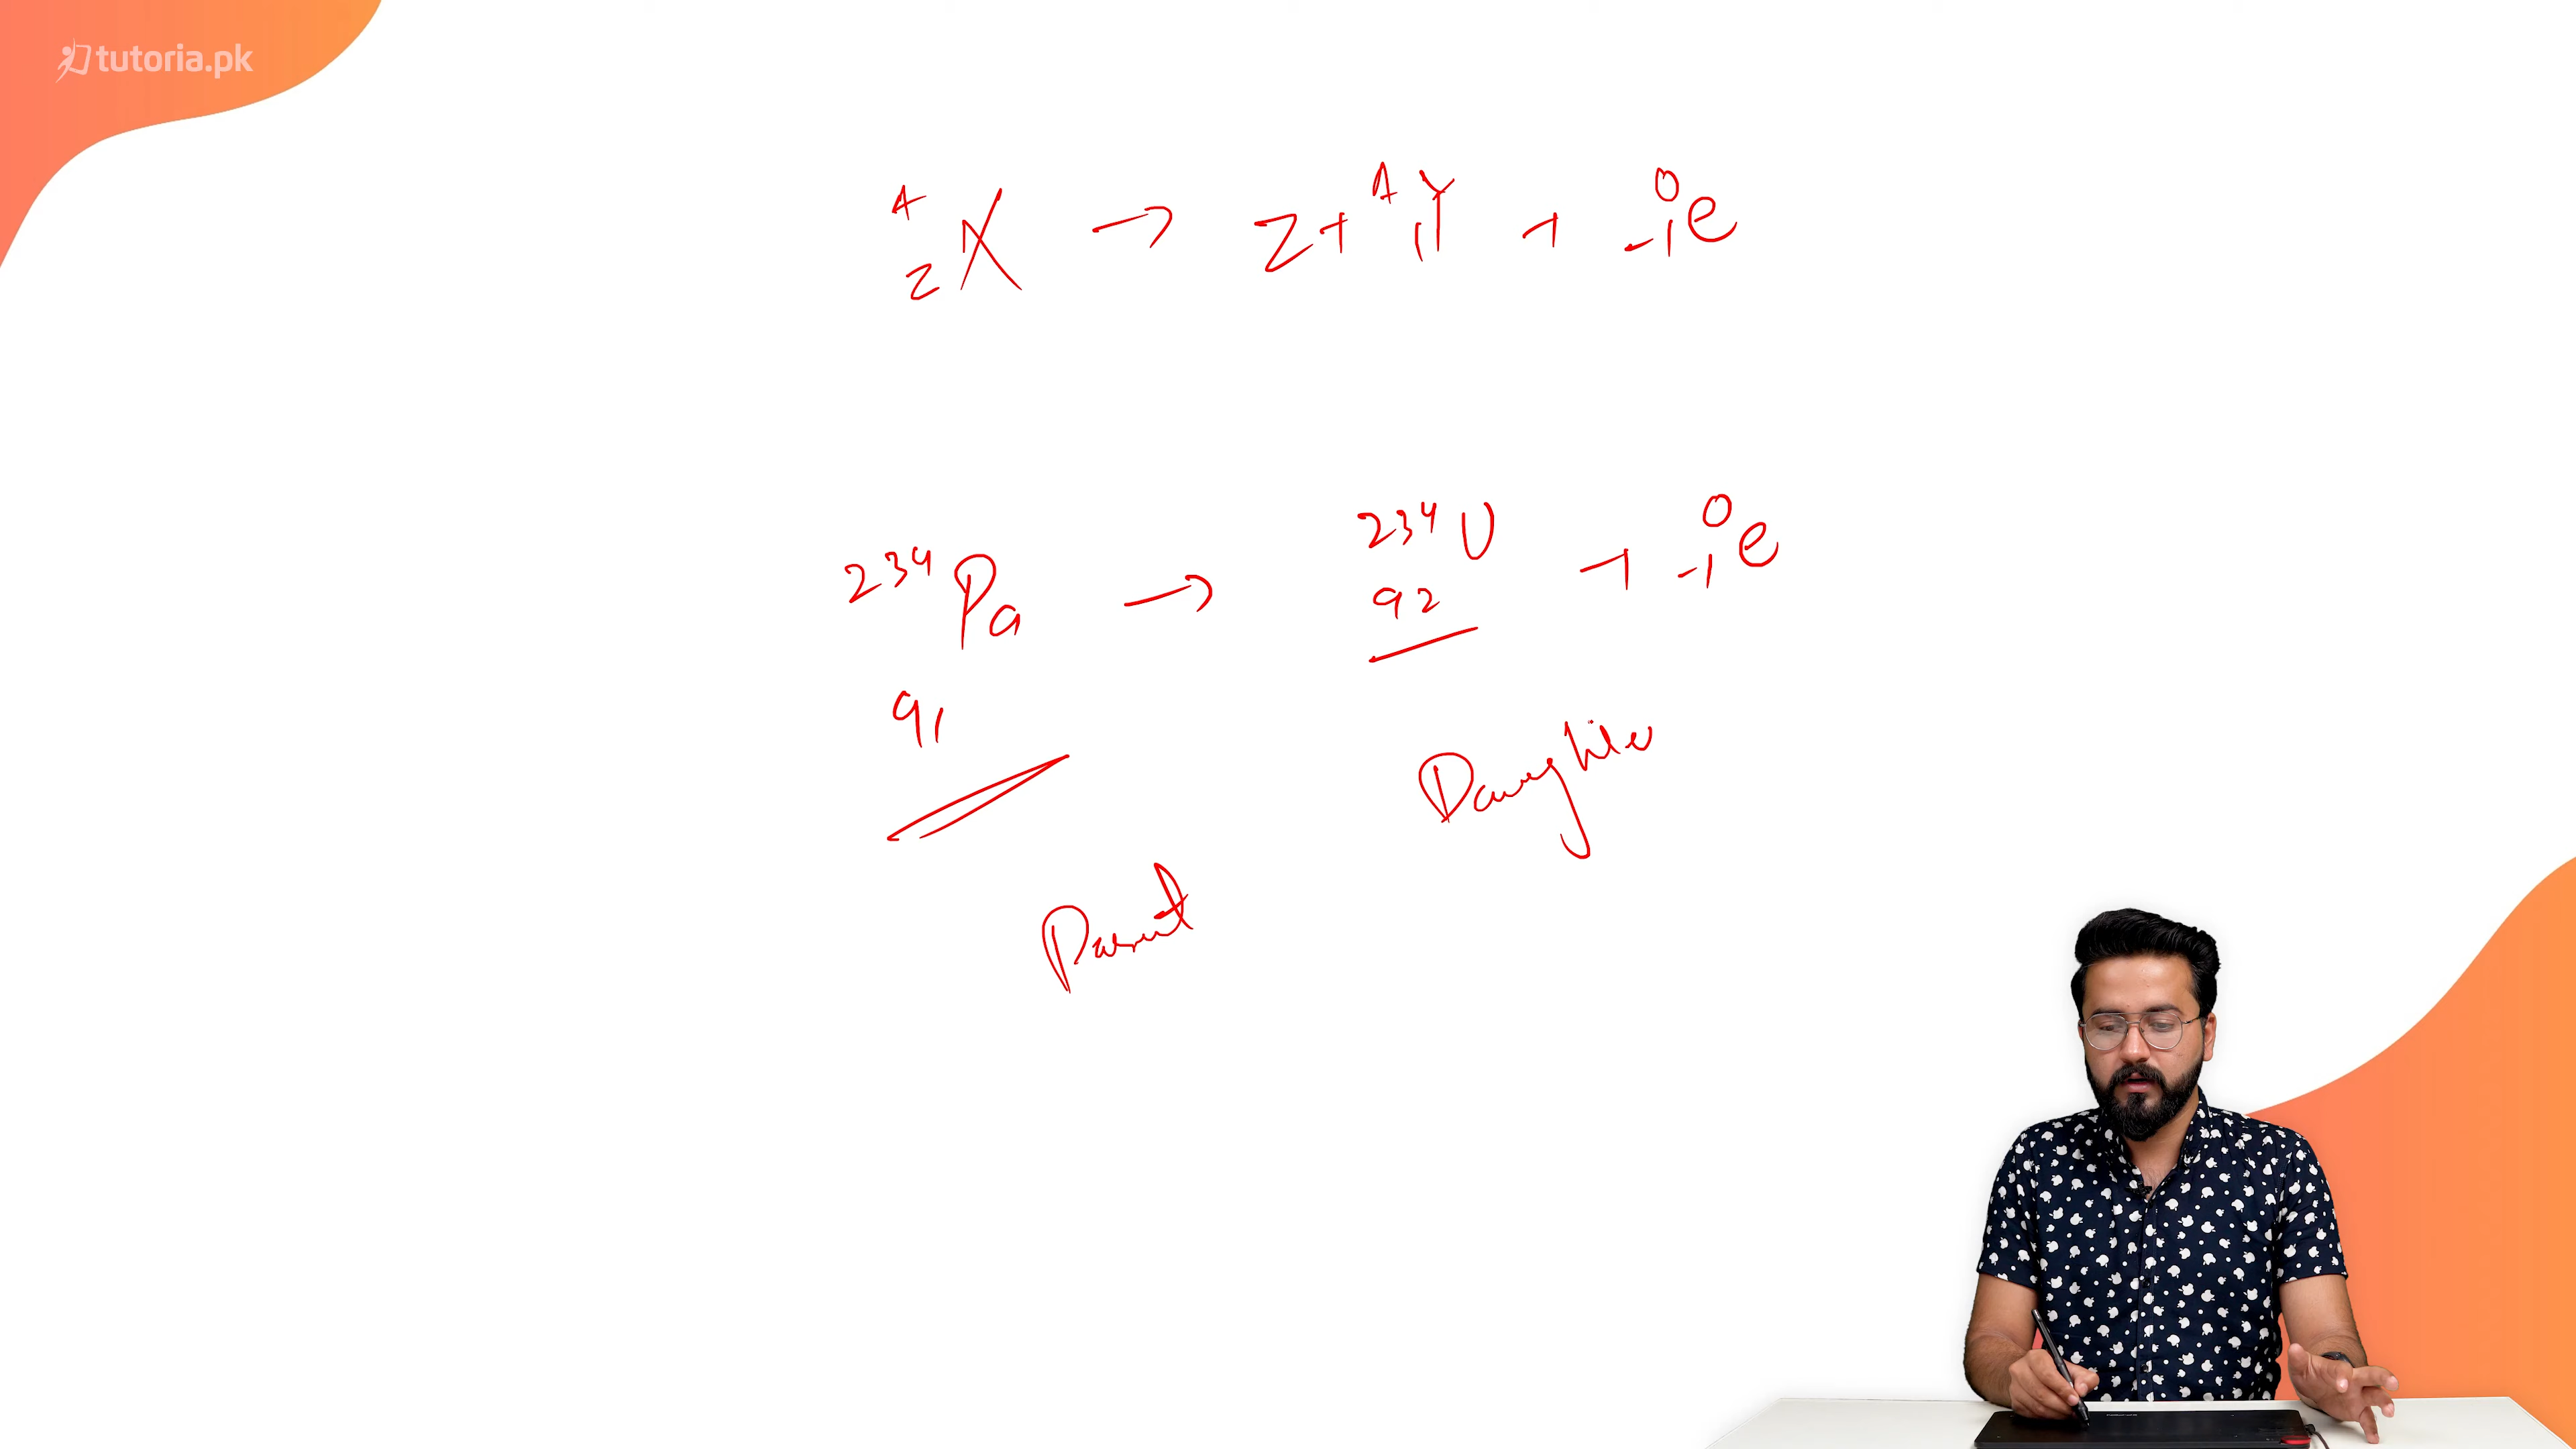 tutoria.pk
A
Z X → Z+1 A Y + 0 -1 e
234 Pa 91 → 234 U 92 + 0 -1 e
Daughter
Parent